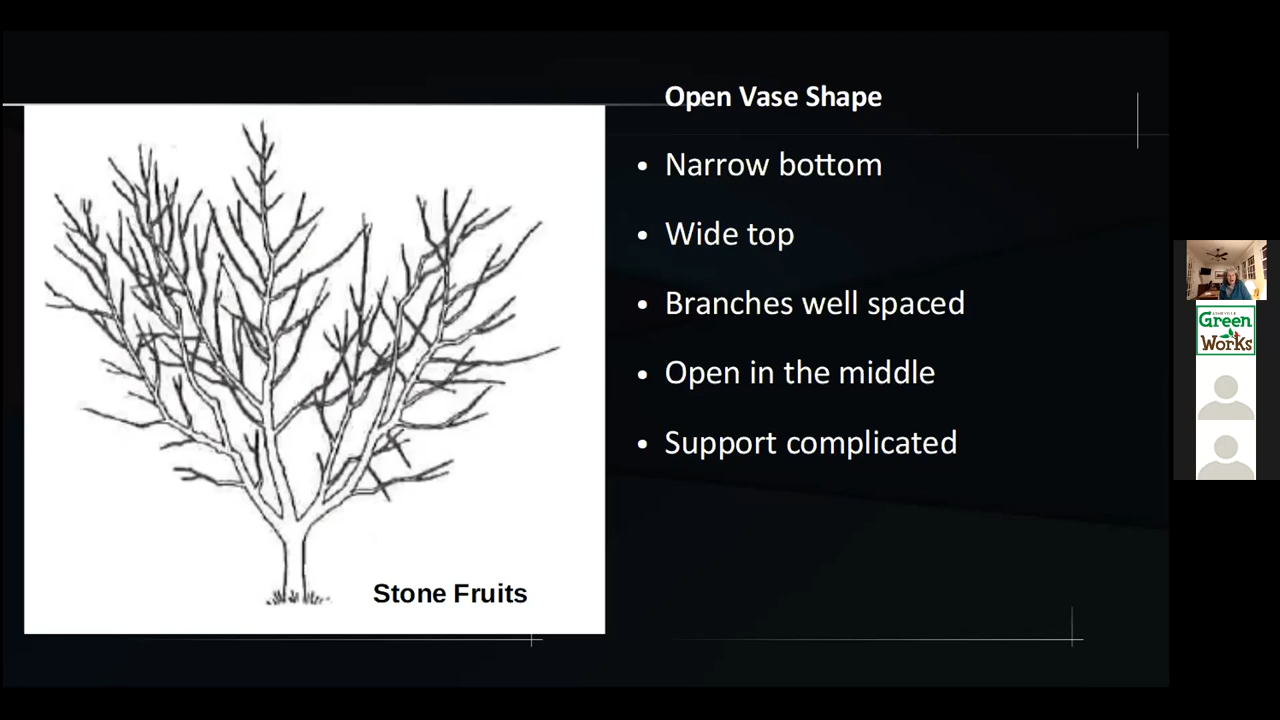 Open Vase Shape
• Narrow bottom
• Wide top
• Branches well spaced
• Open in the middle
• Support complicated
Stone Fruits
ASHEVILLE
Green
Works